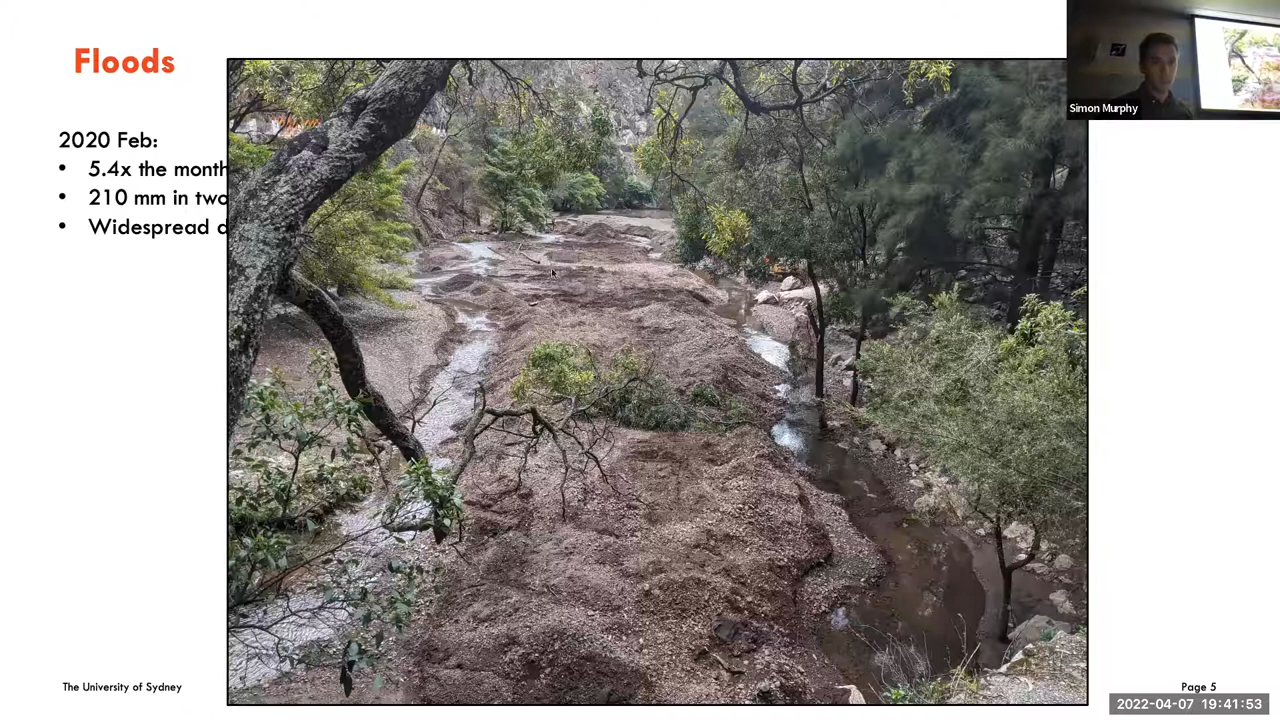 Floods
Simon Murphy
2020 Feb:
• 5.4x the month
• 210 mm in two
• Widespread
The University of Sydney
Page 5
2022-04-07 19:41:53